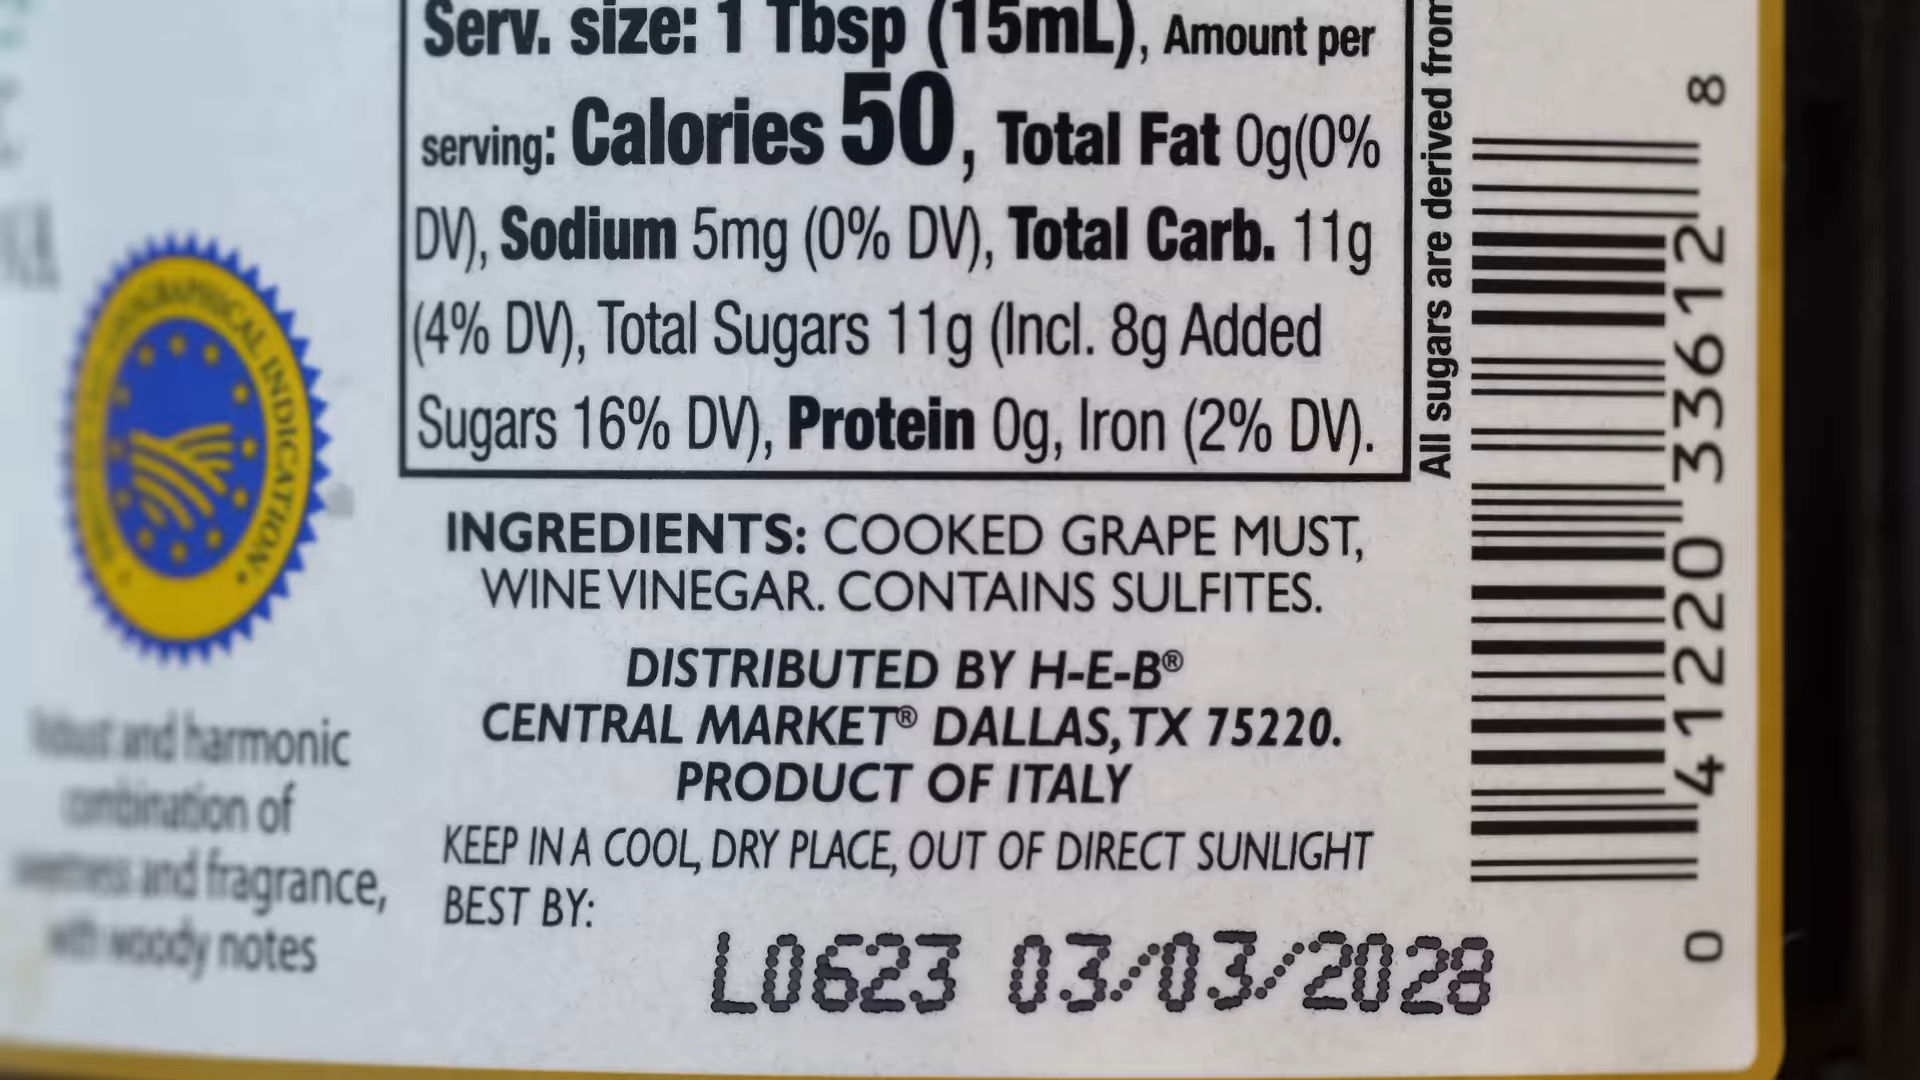 Serv. size: 1 Tbsp (15mL), Amount per
serving: Calories 50, Total Fat 0g(0%
DV), Sodium 5mg (0% DV), Total Carb. 11g
(4% DV), Total Sugars 11g (Incl. 8g Added
Sugars 16% DV), Protein 0g, Iron (2% DV).
All sugars are derived from
INGREDIENTS: COOKED GRAPE MUST,
WINE VINEGAR. CONTAINS SULFITES.
DISTRIBUTED BY H-E-B®
CENTRAL MARKET® DALLAS, TX 75220.
PRODUCT OF ITALY
KEEP IN A COOL, DRY PLACE, OUT OF DIRECT SUNLIGHT
BEST BY:
L0623 03/03/2028
0 41220 33612 8
GEOGRAPHICAL INDICATION
and harmonic
combination of
and fragrance,
with woody notes